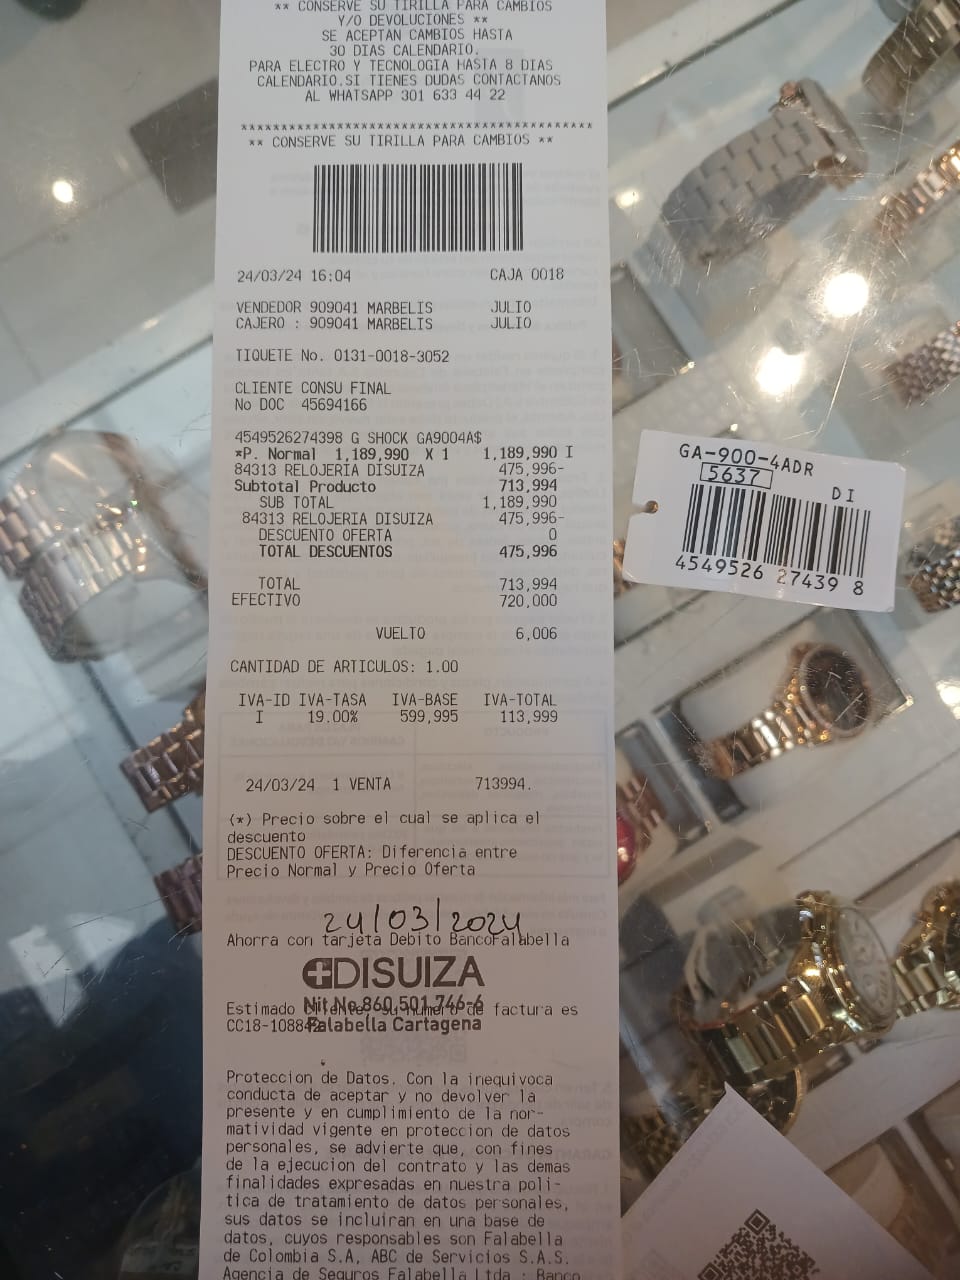 ** CONSERVE SU TIRILLA PARA CAMBIOS
Y/O DEVOLUCIONES **
SE ACEPTAN CAMBIOS HASTA
30 DIAS CALENDARIO.
PARA ELECTRO Y TECNOLOGIA HASTA 8 DIAS
CALENDARIO.SI TIENES DUDAS CONTACTANOS
AL WHATSAPP 301 633 44 22
********************************************
** CONSERVE SU TIRILLA PARA CAMBIOS **
24/03/24 16:04 CAJA 0018
VENDEDOR 909041 MARBELIS JULIO
CAJERO : 909041 MARBELIS JULIO
TIQUETE No. 0131-0018-3052
CLIENTE CONSU FINAL
No DOC 45694166
4549526274398 G SHOCK GA9004A$
*P. Normal 1,189,990 X 1 1,189,990 I
84313 RELOJERIA DISUIZA 475,996-
Subtotal Producto 713,994
SUB TOTAL 1,189,990
84313 RELOJERIA DISUIZA 475,996-
DESCUENTO OFERTA 0
TOTAL DESCUENTOS 475,996
TOTAL 713,994
EFECTIVO 720,000
VUELTO 6,006
CANTIDAD DE ARTICULOS: 1.00
IVA-ID IVA-TASA IVA-BASE IVA-TOTAL
I 19.00% 599,995 113,999
24/03/24 1 VENTA 713994.
(*) Precio sobre el cual se aplica el
descuento
DESCUENTO OFERTA: Diferencia entre
Precio Normal y Precio Oferta
24/03/2024
Ahorra con tarjeta Debito BancoFalabella
DISUIZA
Nit.No.860.501.746-6
Estimado Cliente, su numero de factura es
CC18-108842
Falabella Cartagena
Proteccion de Datos. Con la inequivoca
conducta de aceptar y no devolver la
presente y en cumplimiento de la nor-
matividad vigente en proteccion de datos
personales, se advierte que, con fines
de la ejecucion del contrato y las demas
finalidades expresadas en nuestra poli-
tica de tratamiento de datos personales,
sus datos se incluiran en una base de
datos, cuyos responsables son Falabella
de Colombia S.A, ABC de Servicios S.A.S.
Agencia de Seguros Falabella Ltda.; Banco
GA-900-4ADR
5637
DI
4549526 27439 8